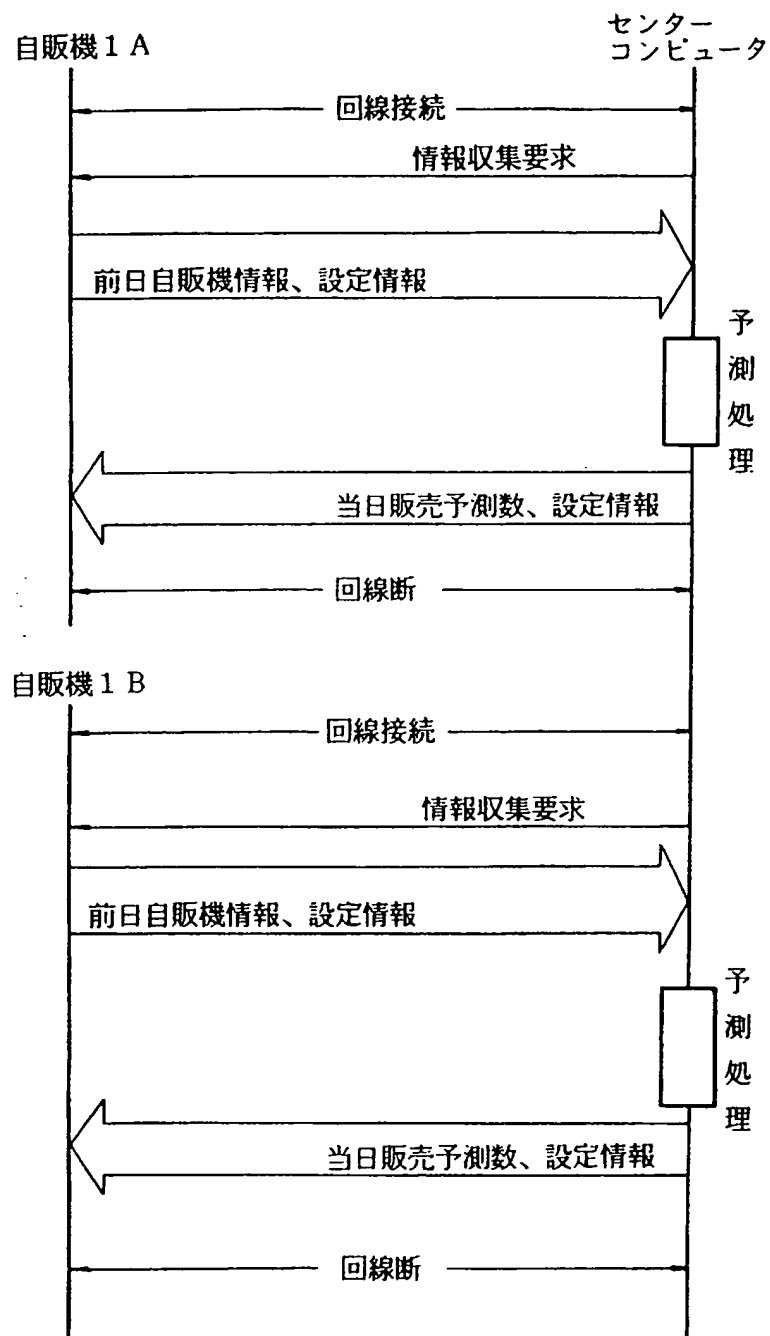 自販機1A
センター
コンピュータ
回線接続
情報収集要求
前日自販機情報、設定情報
予測処理
当日販売予測数、設定情報
回線断
自販機1B
回線接続
情報収集要求
前日自販機情報、設定情報
予測処理
当日販売予測数、設定情報
回線断